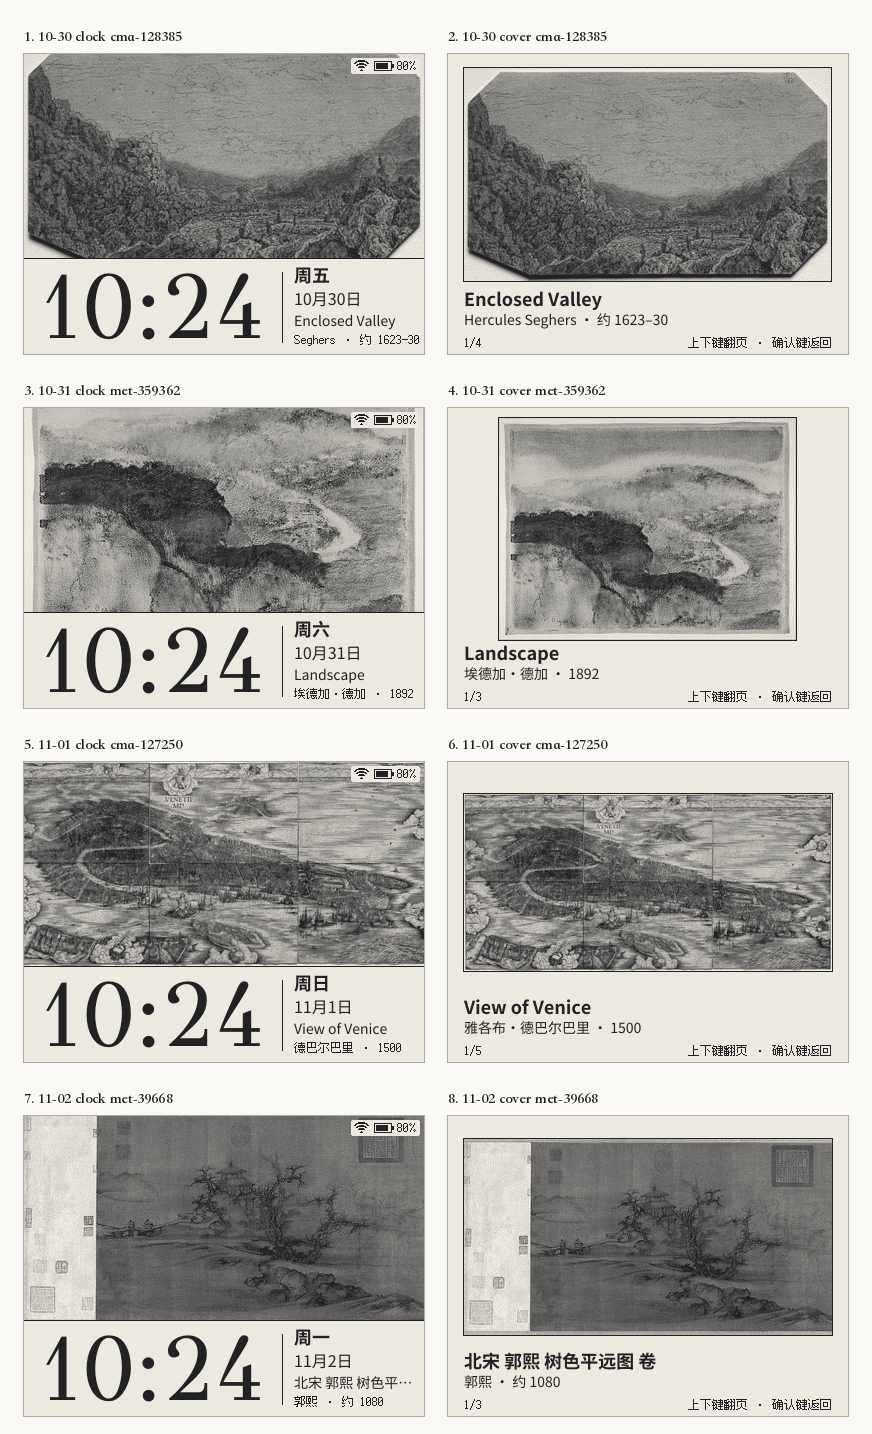 1. 10-30 clock cma-128385
80%
10:24
周五
10月30日
Enclosed Valley
Seghers · 约 1623–30
2. 10-30 cover cma-128385
Enclosed Valley
Hercules Seghers · 约 1623–30
1/4
上下键翻页 · 确认键返回
3. 10-31 clock met-359362
80%
10:24
周六
10月31日
Landscape
埃德加·德加 · 1892
4. 10-31 cover met-359362
Landscape
埃德加·德加 · 1892
1/3
上下键翻页 · 确认键返回
5. 11-01 clock cma-127250
VENETIE
MD
80%
10:24
周日
11月1日
View of Venice
德巴尔巴里 · 1500
6. 11-01 cover cma-127250
VENETIE
MD
View of Venice
雅各布·德巴尔巴里 · 1500
1/5
上下键翻页 · 确认键返回
7. 11-02 clock met-39668
80%
10:24
周一
11月2日
北宋 郭熙 树色平…
郭熙 · 约 1080
8. 11-02 cover met-39668
北宋 郭熙 树色平远图 卷
郭熙 · 约 1080
1/3
上下键翻页 · 确认键返回